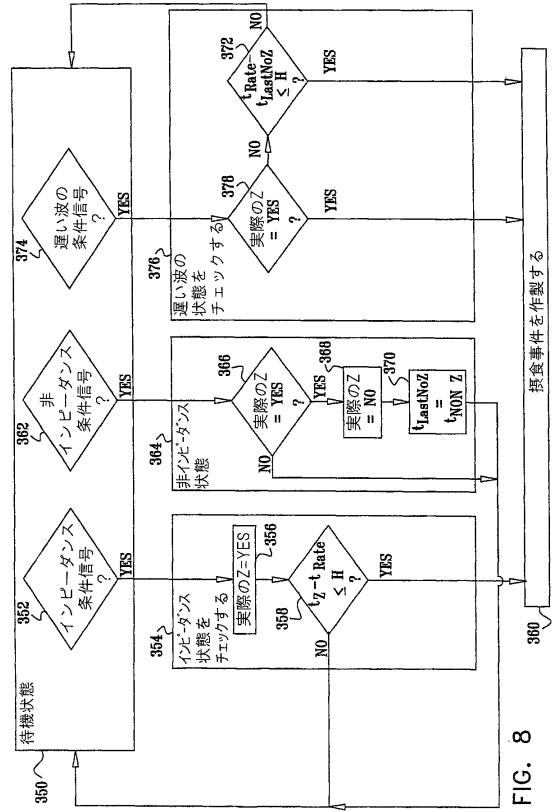 350
待機状態
352
インピーダンス
条件信号
?
YES
362
非
インピーダンス
条件信号?
YES
374
遅い波の
条件信号
?
YES
354
インピーダンス
状態を
チェックする
実際のZ=YES
356
358
tZ-tRate
≤ H
?
NO
YES
364
非インピーダンス
状態
366
実際のZ
= YES
?
NO
YES
368
実際のZ
= NO
370
tLastNoZ
=
tNON Z
376
遅い波の
状態を
チェックする
378
実際のZ
= YES
?
NO
YES
372
tRate-
tLastNoZ
≤ H
?
NO
YES
360
摂食事件を作製する
FIG. 8